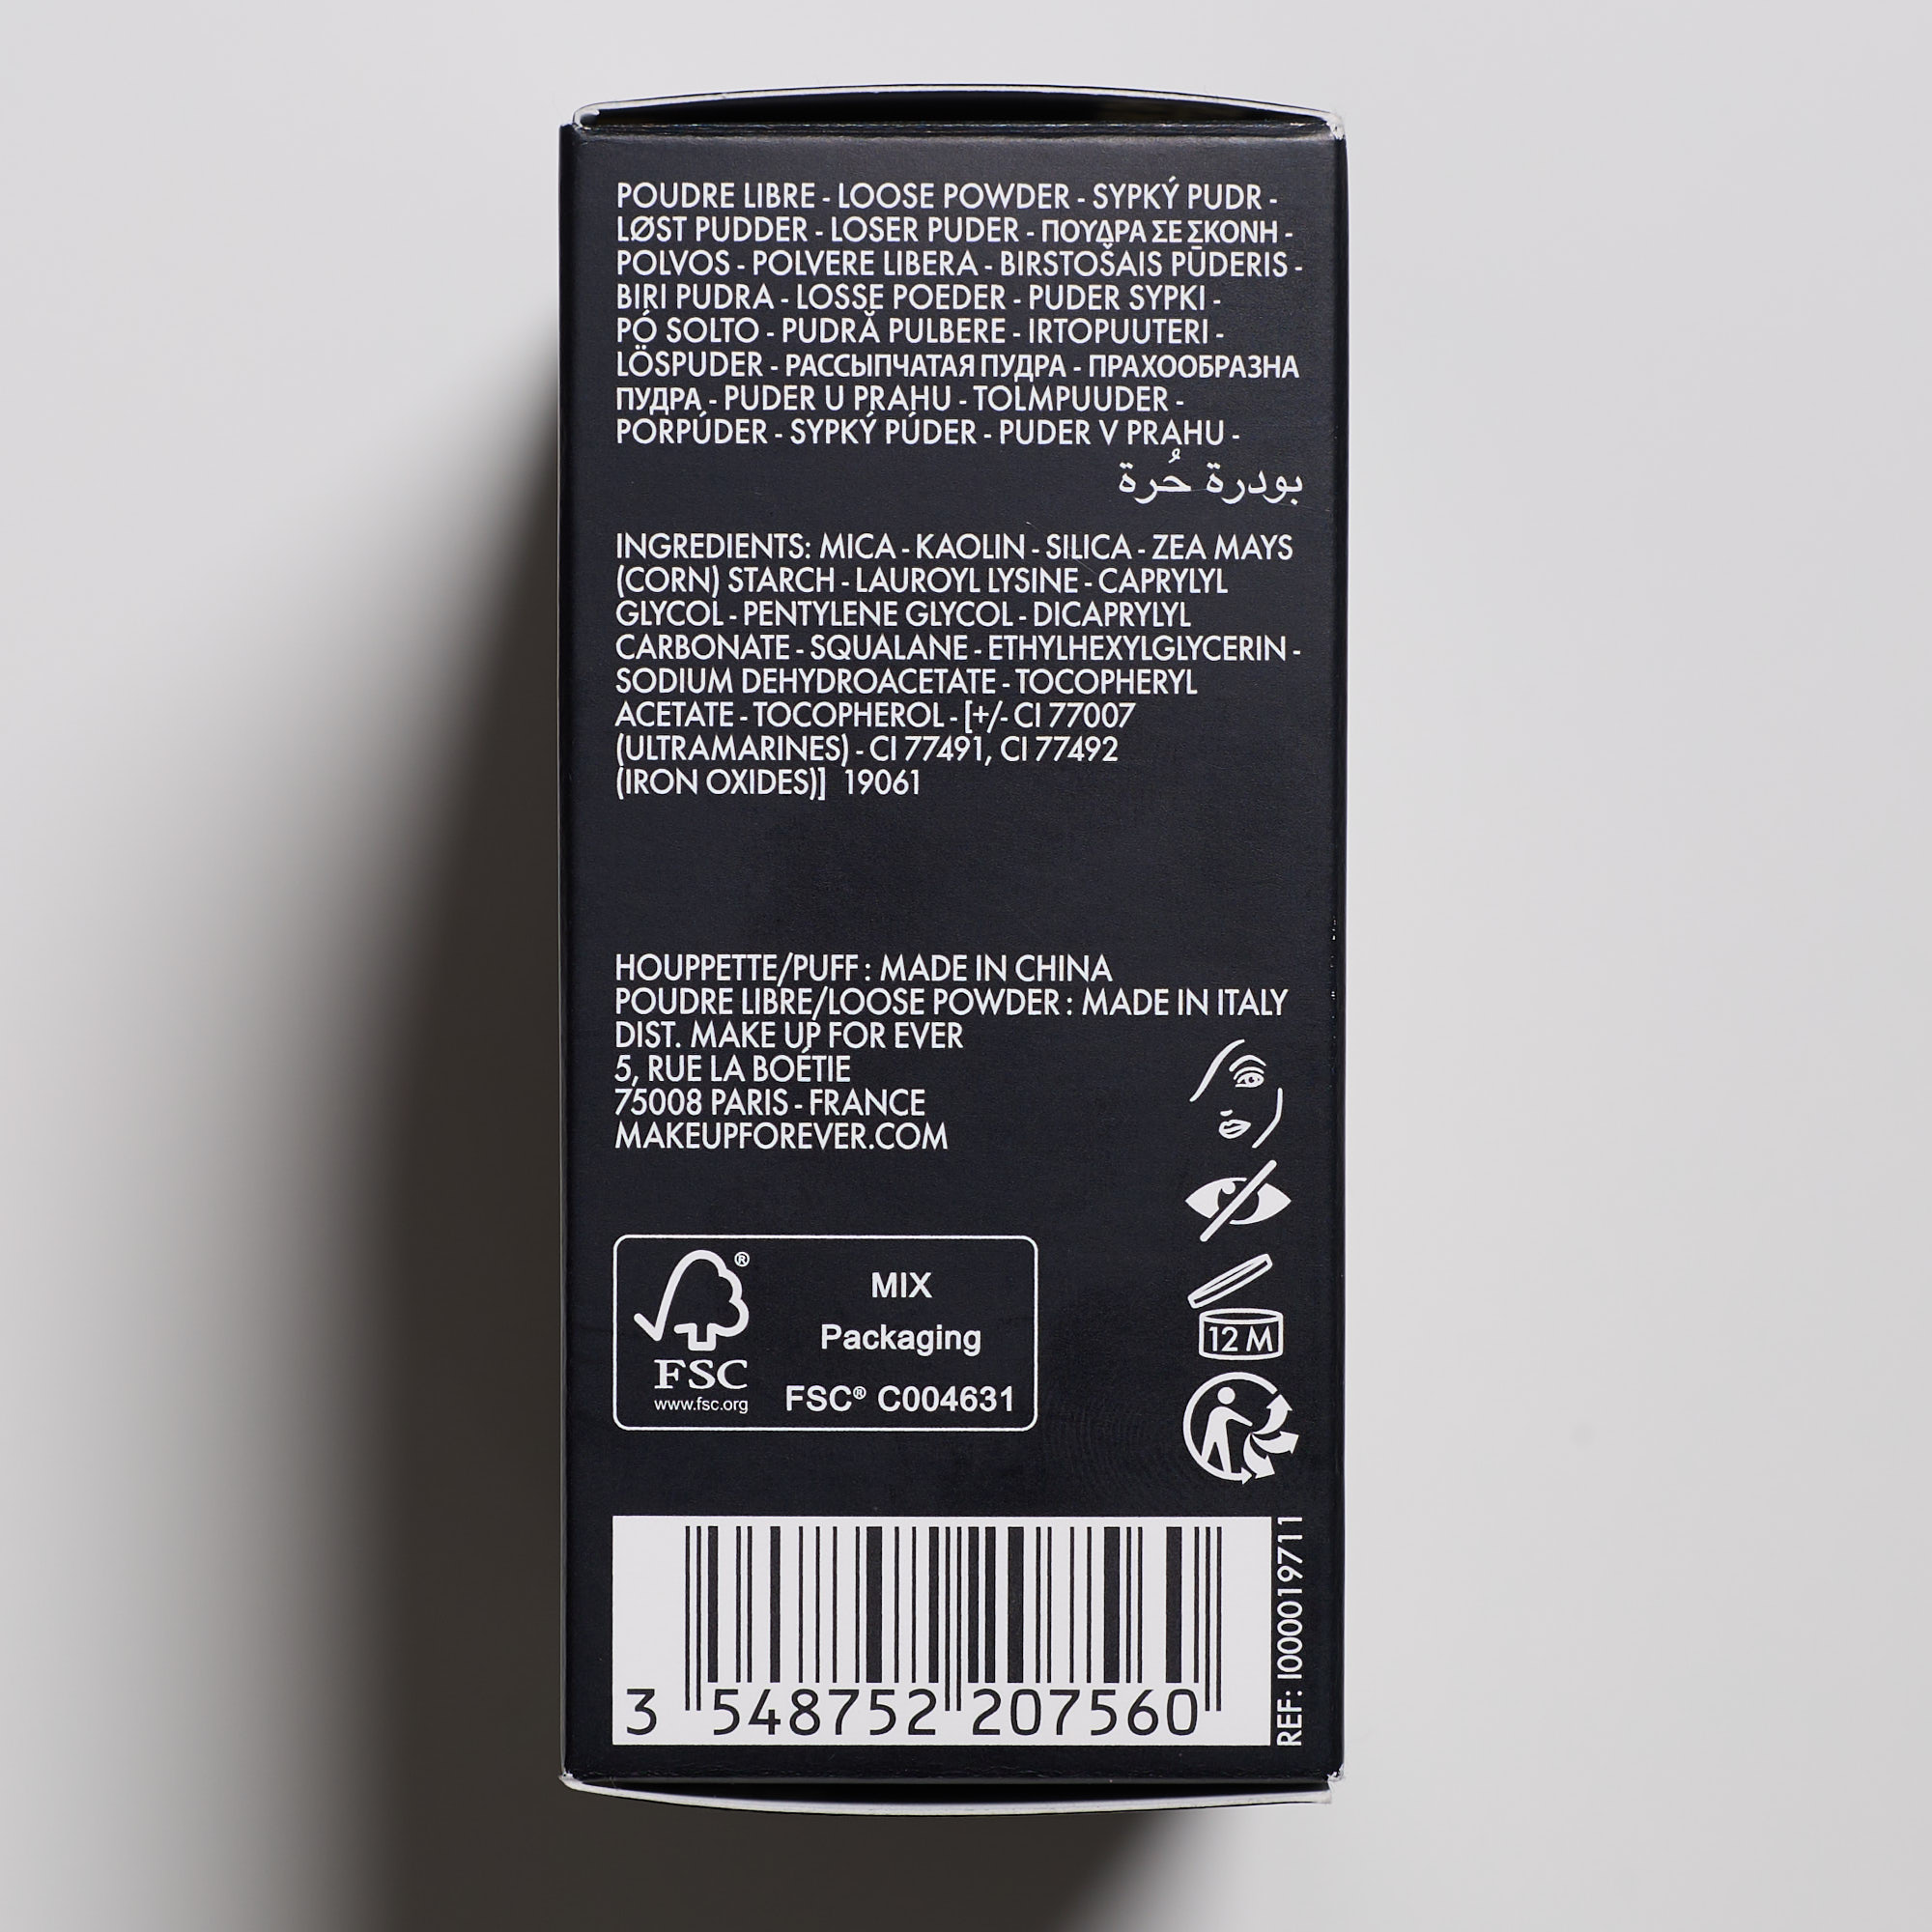 POUDRE LIBRE - LOOSE POWDER - SYPKÝ PUDR -
LØST PUDDER - LOSER PUDER - ΠΟΥΔΡΑ ΣΕ ΣΚΟΝΗ -
POLVOS - POLVERE LIBERA - BIRSTOŠAIS PŪDERIS -
BIRI PUDRA - LOSSE POEDER - PUDER SYPKI -
PÓ SOLTO - PUDRĂ PULBERE - IRTOPUUTERI -
LÖSPUDER - РАССЫПЧАТАЯ ПУДРА - ПРАХООБРАЗНА
ПУДРА - PUDER U PRAHU - TOLMPUUDER -
PORPÚDER - SYPKÝ PÚDER - PUDER V PRAHU -
بودرة حُرة
INGREDIENTS: MICA - KAOLIN - SILICA - ZEA MAYS
(CORN) STARCH - LAUROYL LYSINE - CAPRYLYL
GLYCOL - PENTYLENE GLYCOL - DICAPRYLYL
CARBONATE - SQUALANE - ETHYLHEXYLGLYCERIN -
SODIUM DEHYDROACETATE - TOCOPHERYL
ACETATE - TOCOPHEROL - [+/- CI 77007
(ULTRAMARINES) - CI 77491, CI 77492
(IRON OXIDES)] 19061
HOUPPETTE/PUFF : MADE IN CHINA
POUDRE LIBRE/LOOSE POWDER : MADE IN ITALY
DIST. MAKE UP FOR EVER
5, RUE LA BOÉTIE
75008 PARIS - FRANCE
MAKEUPFOREVER.COM
MIX
Packaging
FSC® C004631
®
FSC
www.fsc.org
12 M
3 548752 207560
REF: I000019711